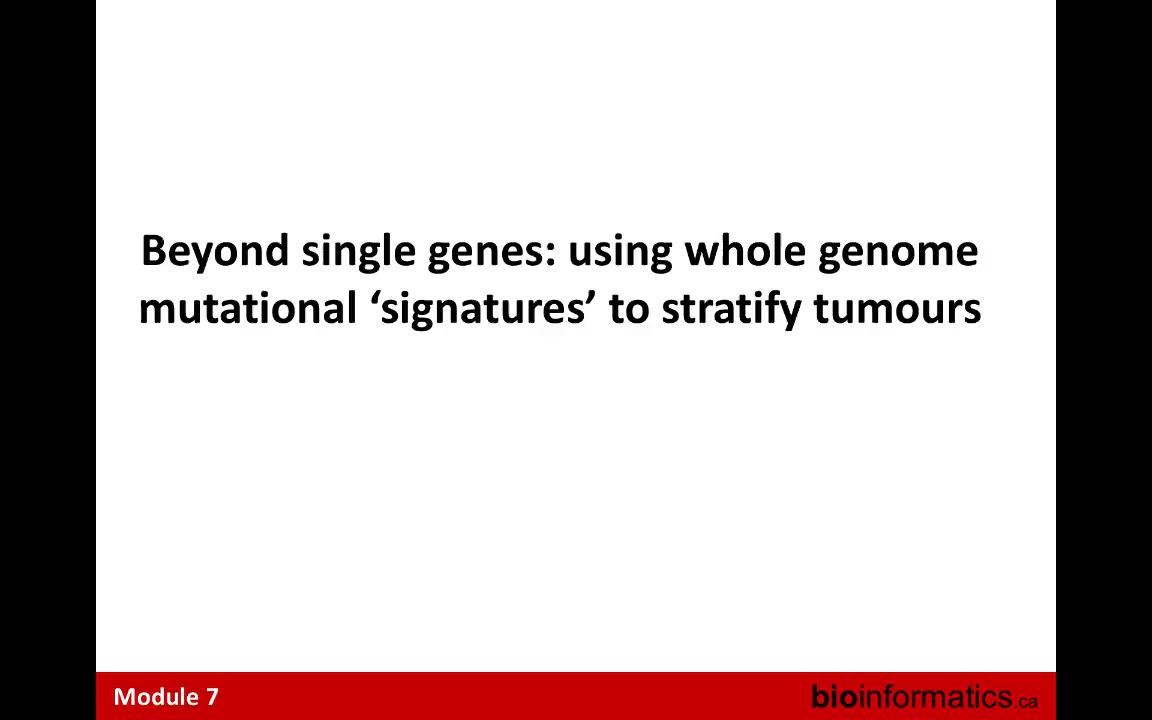 Beyond single genes: using whole genome
mutational ‘signatures’ to stratify tumours
Module 7
bioinformatics.ca